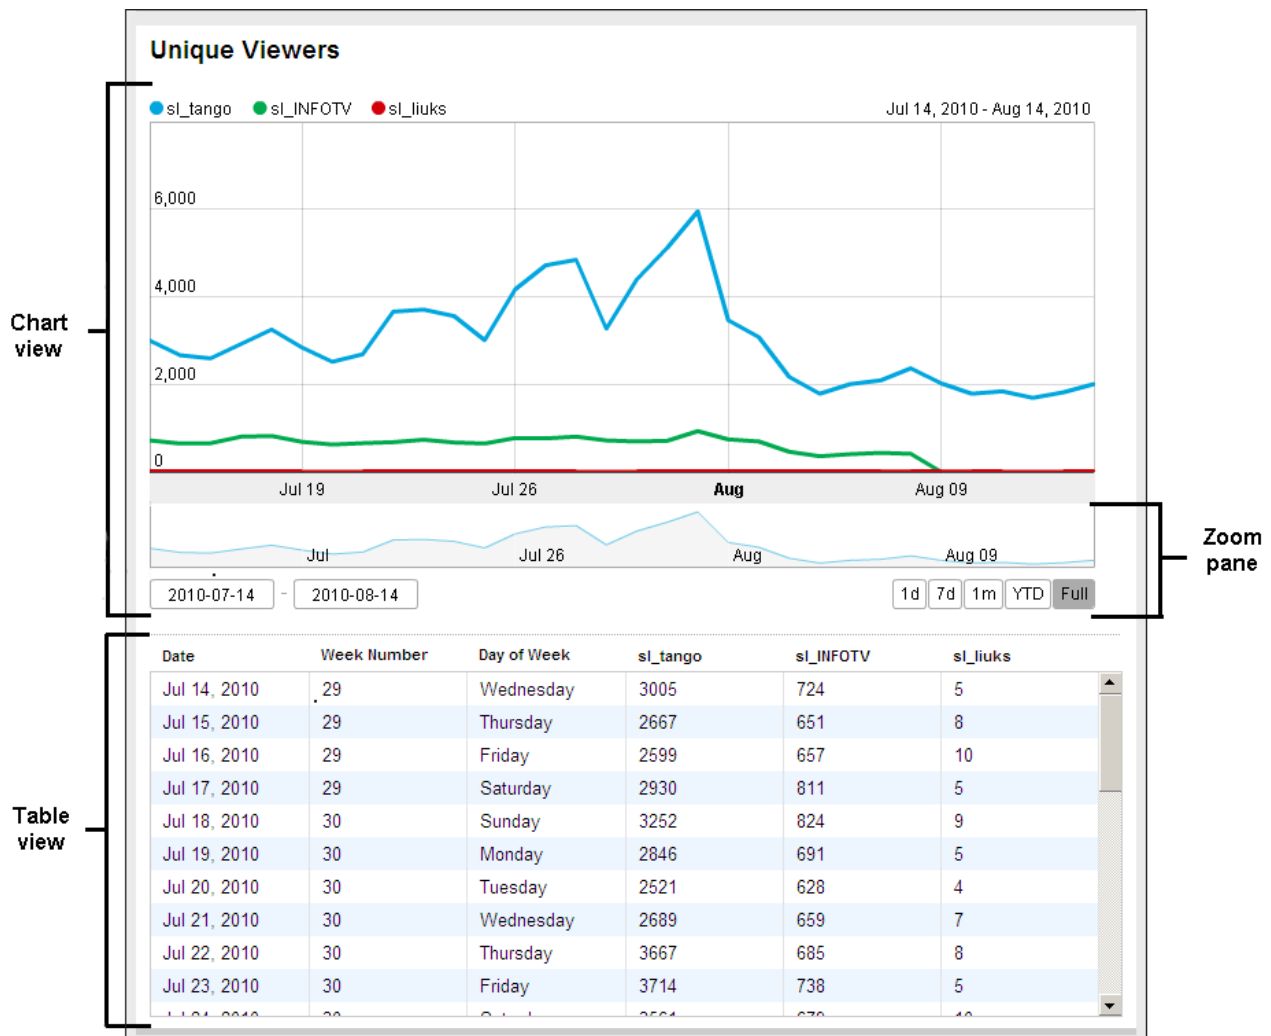 Unique Viewers
sl_tango sl_INFOTV sl_liuks Jul 14, 2010 - Aug 14, 2010
6,000
4,000
Chart
view
2,000
0
Jul 19 Jul 26 Aug Aug 09
Jul Jul 26 Aug Aug 09
Zoom
pane
2010-07-14 - 2010-08-14 1d 7d 1m YTD Full
Date Week Number Day of Week sl_tango sl_INFOTV sl_liuks
Jul 14, 2010 29 Wednesday 3005 724 5
Jul 15, 2010 29 Thursday 2667 651 8
Jul 16, 2010 29 Friday 2599 657 10
Jul 17, 2010 29 Saturday 2930 811 5
Table
view
Jul 18, 2010 30 Sunday 3252 824 9
Jul 19, 2010 30 Monday 2846 691 5
Jul 20, 2010 30 Tuesday 2521 628 4
Jul 21, 2010 30 Wednesday 2689 659 7
Jul 22, 2010 30 Thursday 3667 685 8
Jul 23, 2010 30 Friday 3714 738 5